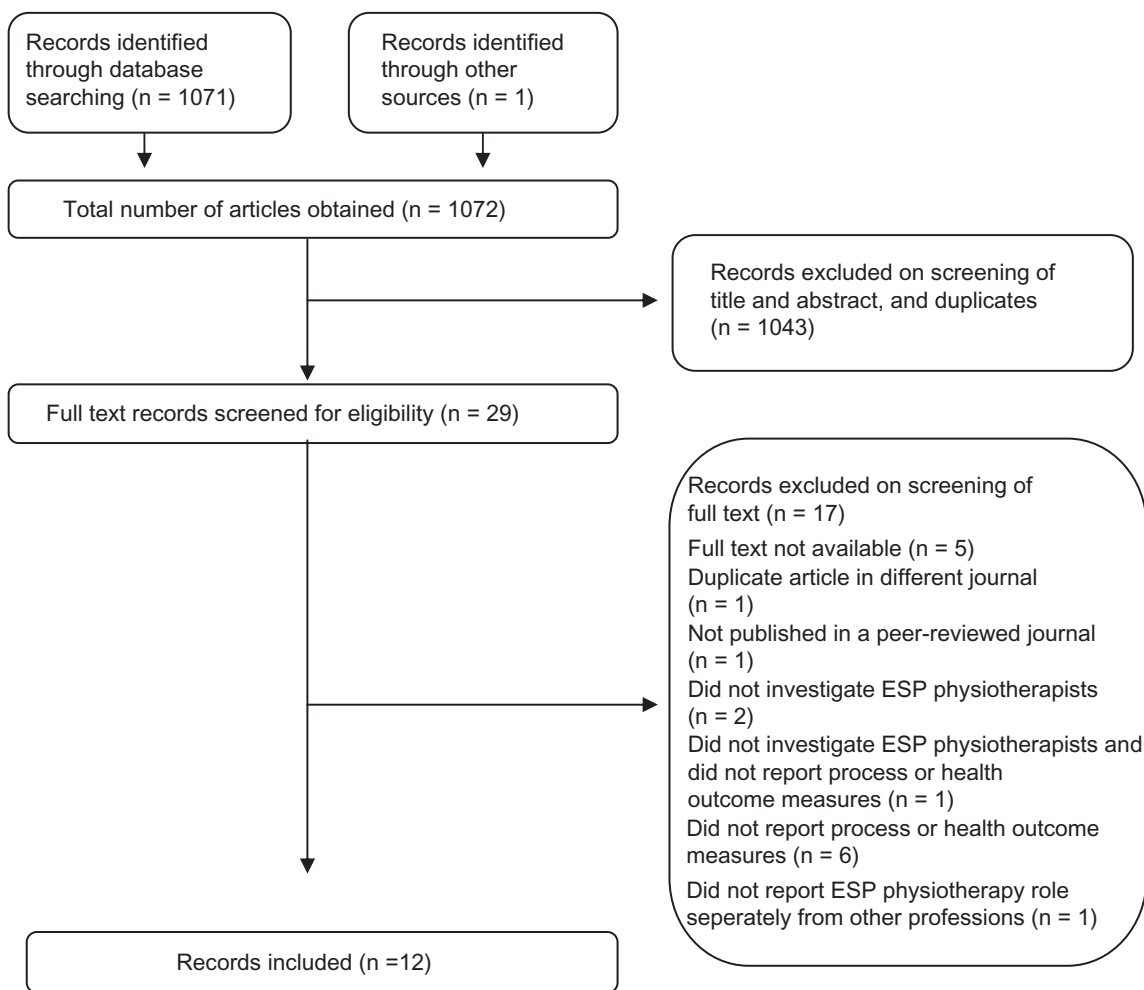 Records identified
through database
searching (n = 1071)
Records identified
through other
sources (n = 1)
Total number of articles obtained (n = 1072)
Records excluded on screening of
title and abstract, and duplicates
(n = 1043)
Full text records screened for eligibility (n = 29)
Records excluded on screening of
full text (n = 17)
Full text not available (n = 5)
Duplicate article in different journal
(n = 1)
Not published in a peer-reviewed journal
(n = 1)
Did not investigate ESP physiotherapists
(n = 2)
Did not investigate ESP physiotherapists and
did not report process or health
outcome measures (n = 1)
Did not report process or health outcome
measures (n = 6)
Did not report ESP physiotherapy role
seperately from other professions (n = 1)
Records included (n =12)